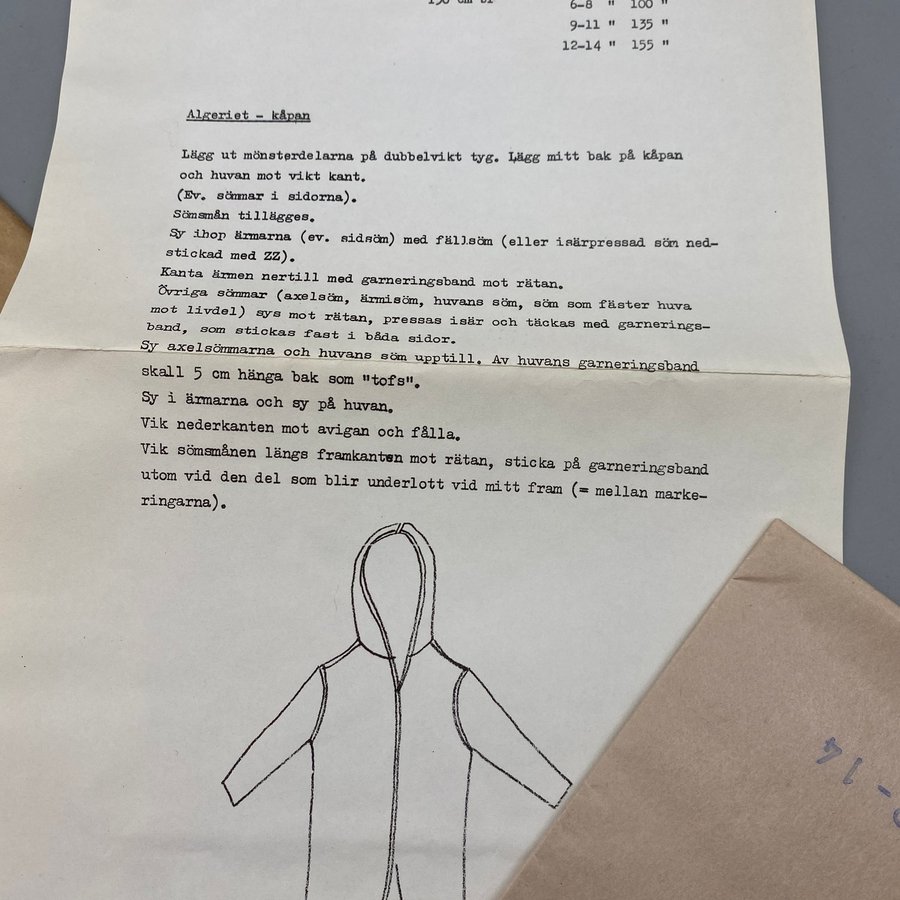 6-8 " 100 "
9-11 " 135 "
12-14 " 155 "
Algeriet - kåpan
Lägg ut mönsterdelarna på dubbelvikt tyg. Lägg mitt bak på kåpan
och huvan mot vikt kant.
(Ev. sömmar i sidorna).
Sömsmån tillägges.
Sy ihop ärmarna (ev. sidsöm) med fällsöm (eller isärpressad söm ned-
stickad med ZZ).
Kanta ärmen nertill med garneringsband mot rätan.
Övriga sömmar (axelsöm, ärmisöm, huvans söm, söm som fäster huva
mot livdel) sys mot rätan, pressas isär och täckas med garnerings-
band, som stickas fast i båda sidor.
Sy axelsömmarna och huvans söm upptill. Av huvans garneringsband
skall 5 cm hänga bak som "tofs".
Sy i ärmarna och sy på huvan.
Vik nederkanten mot avigan och fålla.
Vik sömsmånen längs framkanten mot rätan, sticka på garneringsband
utom vid den del som blir underlott vid mitt fram (= mellan marke-
ringarna).
- 14